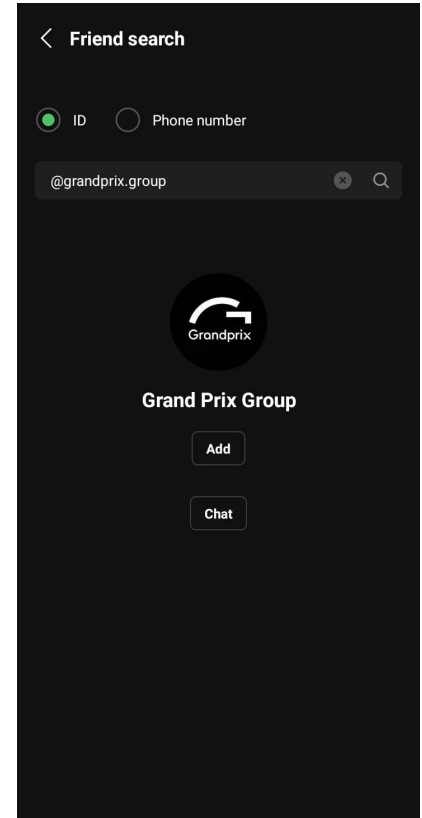 Friend search
ID Phone number
@grandprix.group
Grandprix
Grand Prix Group
Add
Chat